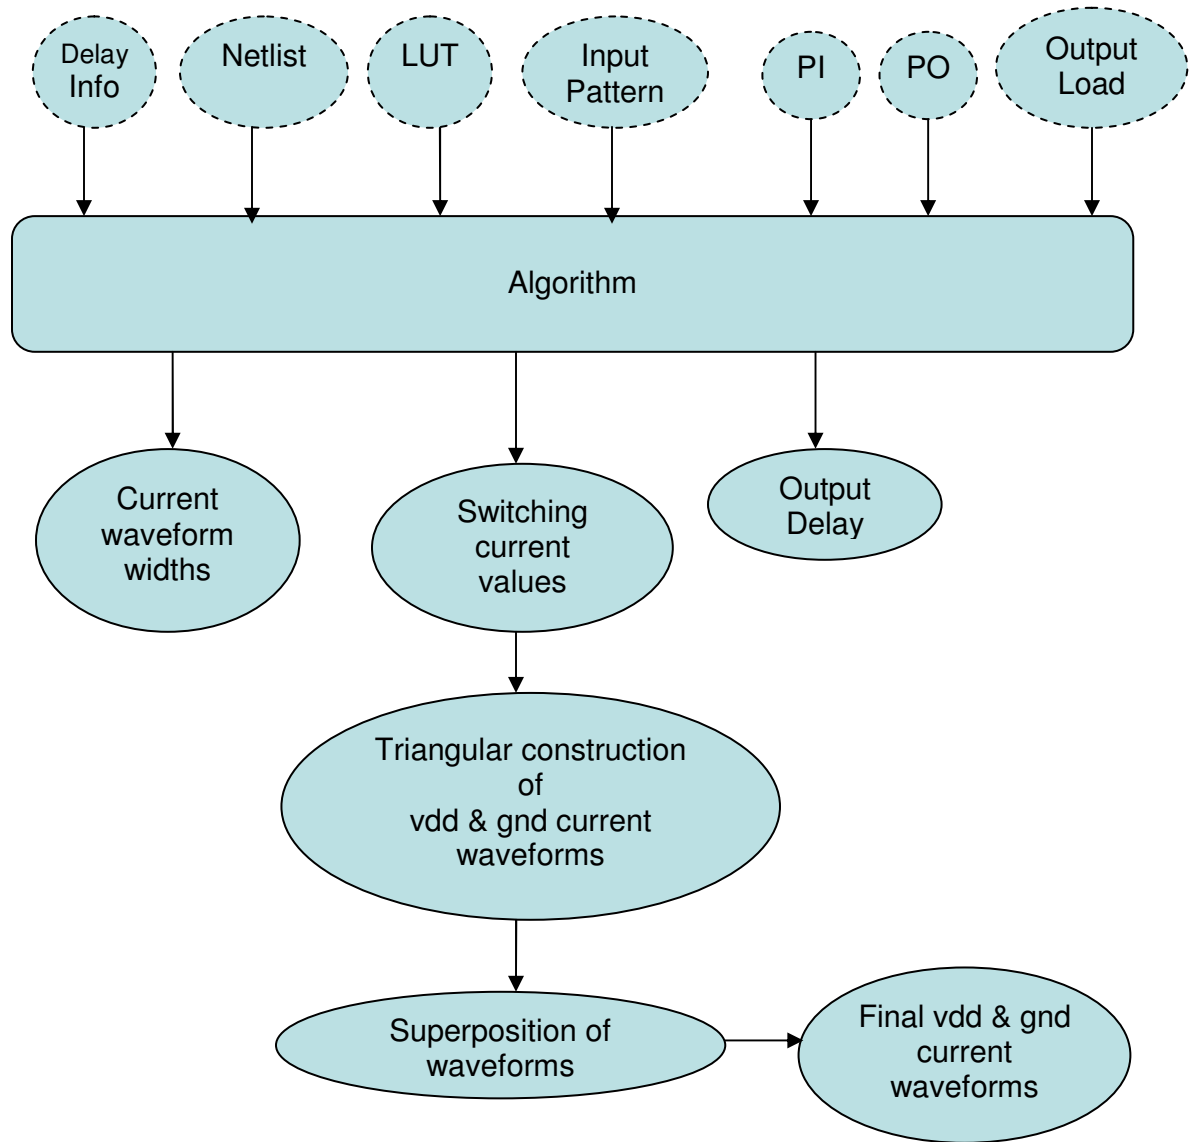 Delay
Info
Netlist
LUT
Input
Pattern
PI
PO
Output
Load
Algorithm
Current
waveform
widths
Switching
current
values
Output
Delay
Triangular construction
of
vdd & gnd current
waveforms
Superposition of
waveforms
Final vdd & gnd
current
waveforms